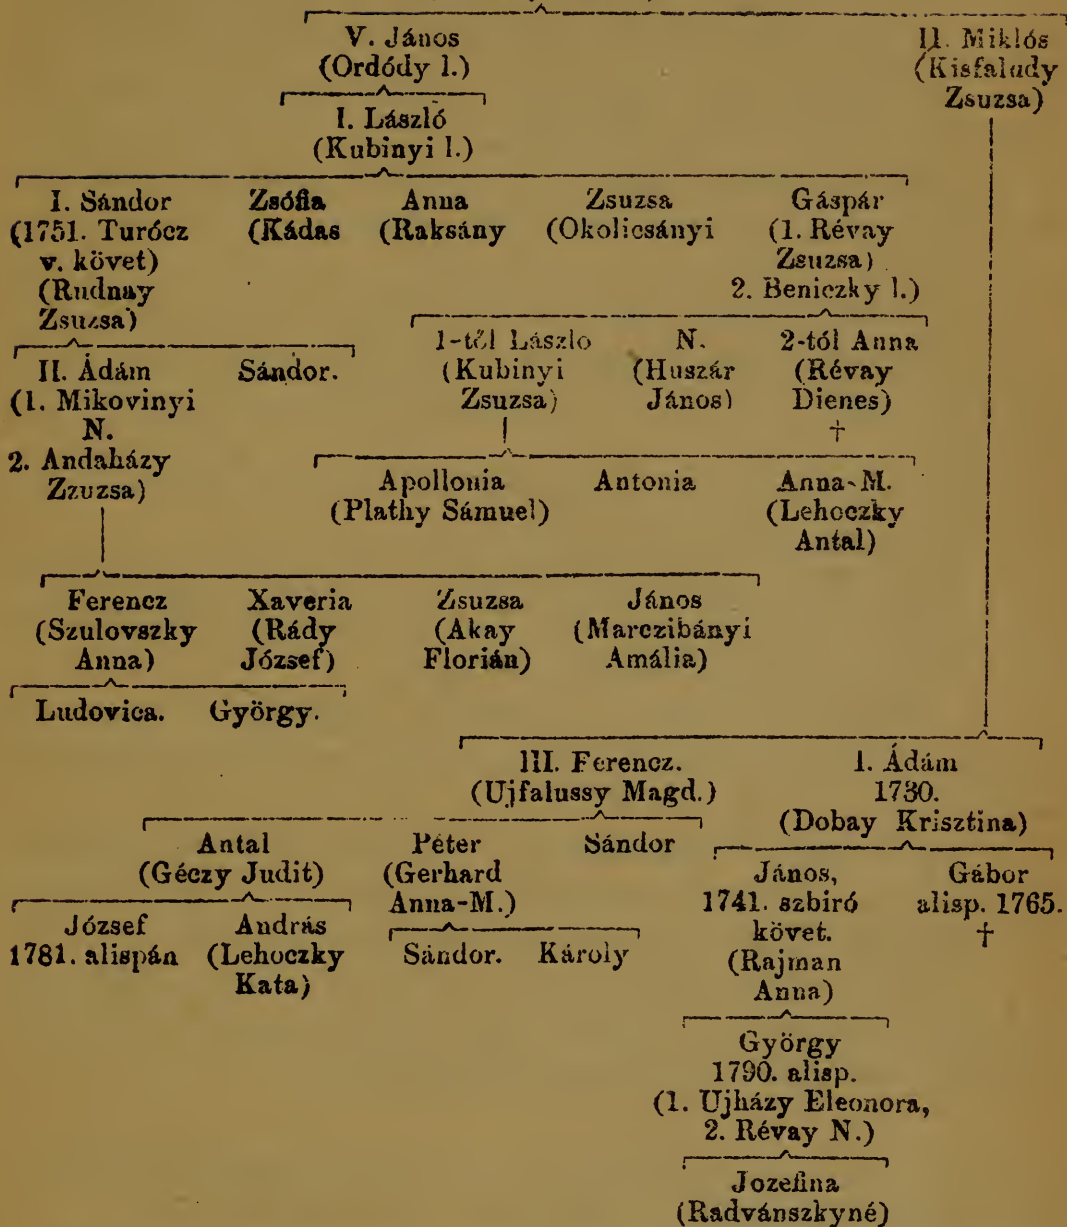 V. János II. Miklós
(Ordódy l.) (Kisfaludy
Zsuzsa)
I. László
(Kubinyi l.)
I. Sándor Zsófia Anna Zsuzsa Gáspár
(1751. Turócz (Kádas (Raksány (Okolicsányi (1. Révay
v. követ) Zsuzsa)
(Rudnay 2. Beniczky l.)
Zsuzsa)
1-től László N. 2-tól Anna
II. Ádám Sándor. (Kubinyi (Huszár (Révay
(1. Mikovinyi Zsuzsa) János) Dienes)
N. †
2. Andaházy
Zzuzsa) Apollonia Antonia Anna-M.
(Plathy Sámuel) (Lehoczky
Antal)
Ferencz Xaveria Zsuzsa János
(Szulovszky (Rády (Akay (Marczibányi
Anna) József) Florián) Amália)
Ludovica. György.
III. Ferencz. I. Ádám
(Ujfalussy Magd.) 1730.
(Dobay Krisztina)
Antal Péter Sándor
(Géczy Judit) (Gerhard János, Gábor
Anna-M.) 1741. szbiró alisp. 1765.
József András követ. †
1781. alispán (Lehoczky Sándor. Károly (Rajman
Kata) Anna)
György
1790. alisp.
(1. Ujházy Eleonora,
2. Révay N.)
Jozefina
(Radvánszkyné)